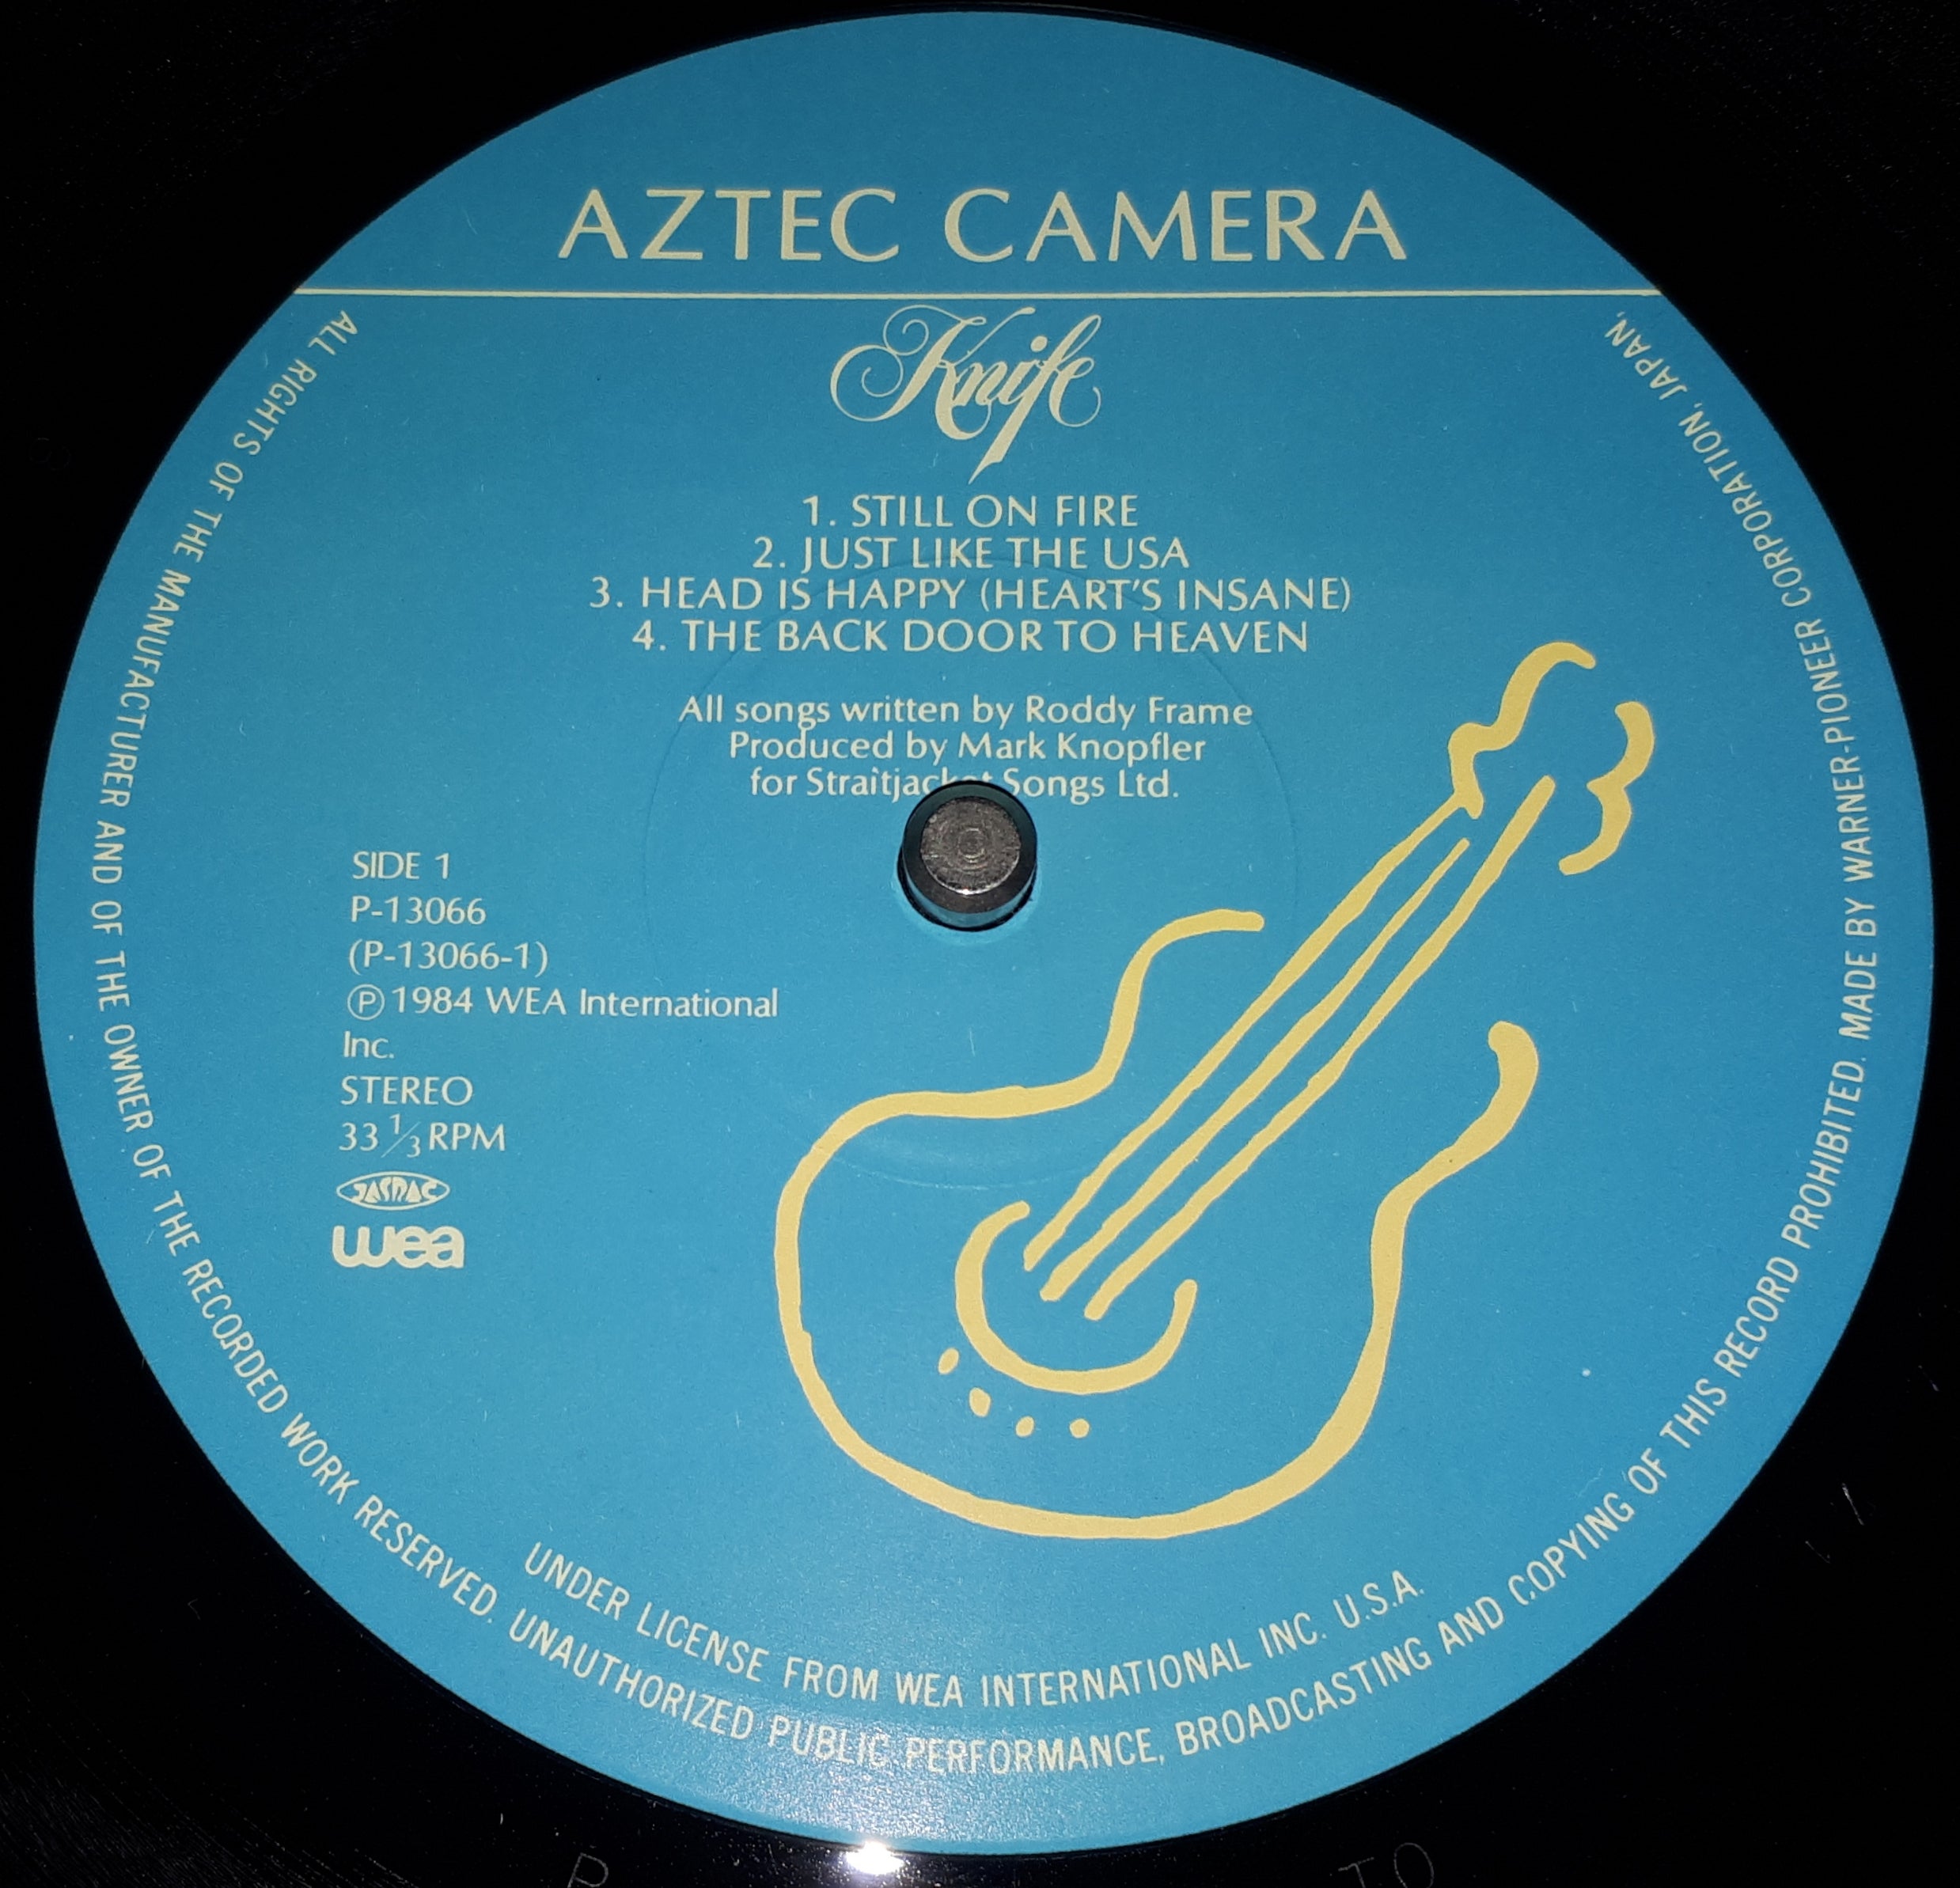 AZTEC CAMERA
Knife
1. STILL ON FIRE
2. JUST LIKE THE USA
3. HEAD IS HAPPY (HEART'S INSANE)
4. THE BACK DOOR TO HEAVEN
All songs written by Roddy Frame
Produced by Mark Knopfler
for Straitjacket Songs Ltd.
SIDE 1
P-13066
(P-13066-1)
Ⓟ 1984 WEA International
Inc.
STEREO
33 1/3 RPM
JASRAC
wea
ALL RIGHTS OF THE MANUFACTURER AND OF THE OWNER OF THE RECORDED WORK RESERVED. UNAUTHORIZED PUBLIC PERFORMANCE, BROADCASTING AND COPYING OF THIS RECORD PROHIBITED. MADE BY WARNER-PIONEER CORPORATION, JAPAN,
UNDER LICENSE FROM WEA INTERNATIONAL INC. U.S.A.